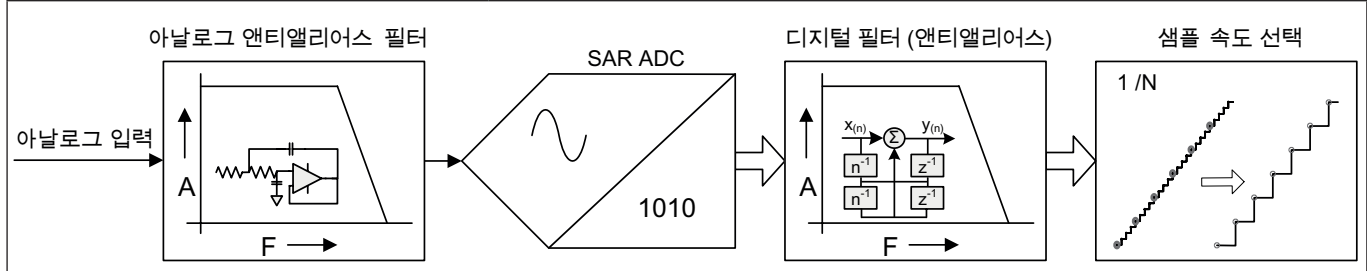 아날로그 앤티앨리어스 필터
SAR ADC
디지털 필터 (앤티앨리어스)
샘플 속도 선택
아날로그 입력
A
F
1010
A
x(n)
Σ
y(n)
n-1
z-1
n-1
z-1
F
1 /N